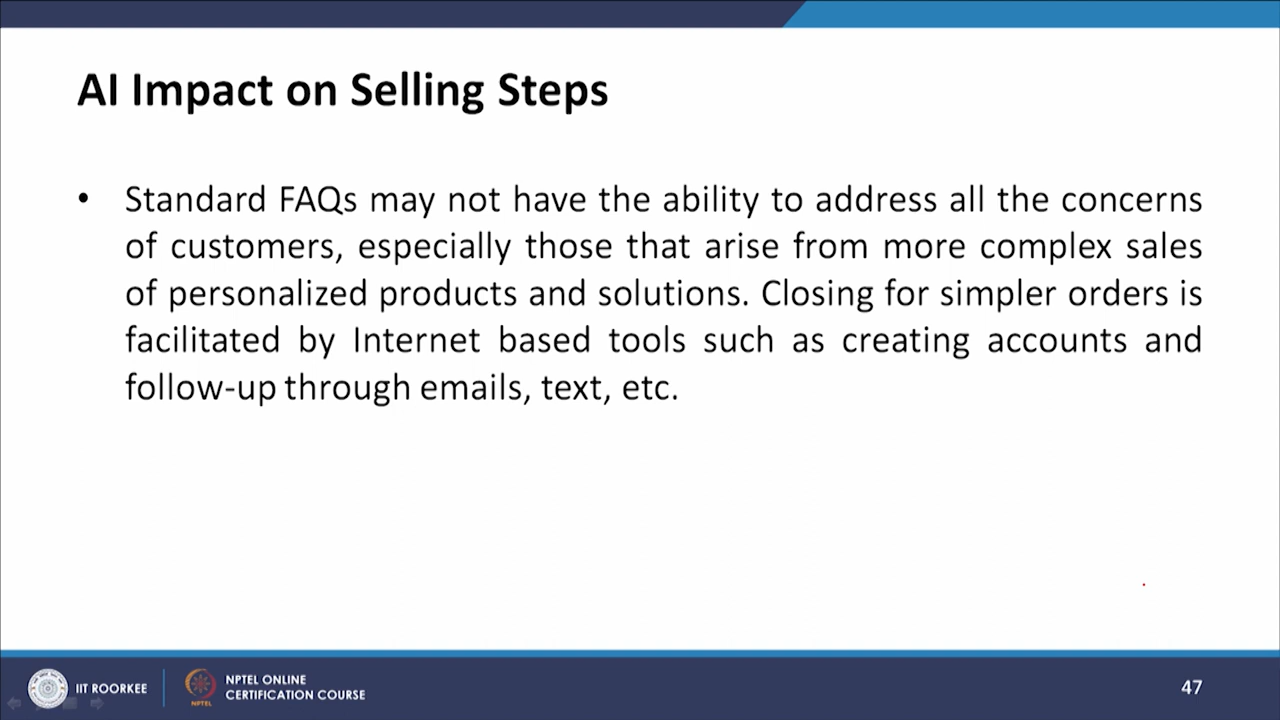 AI Impact on Selling Steps
• Standard FAQs may not have the ability to address all the concerns
of customers, especially those that arise from more complex sales
of personalized products and solutions. Closing for simpler orders is
facilitated by Internet based tools such as creating accounts and
follow-up through emails, text, etc.
IIT ROORKEE
NPTEL
NPTEL ONLINE
CERTIFICATION COURSE
47